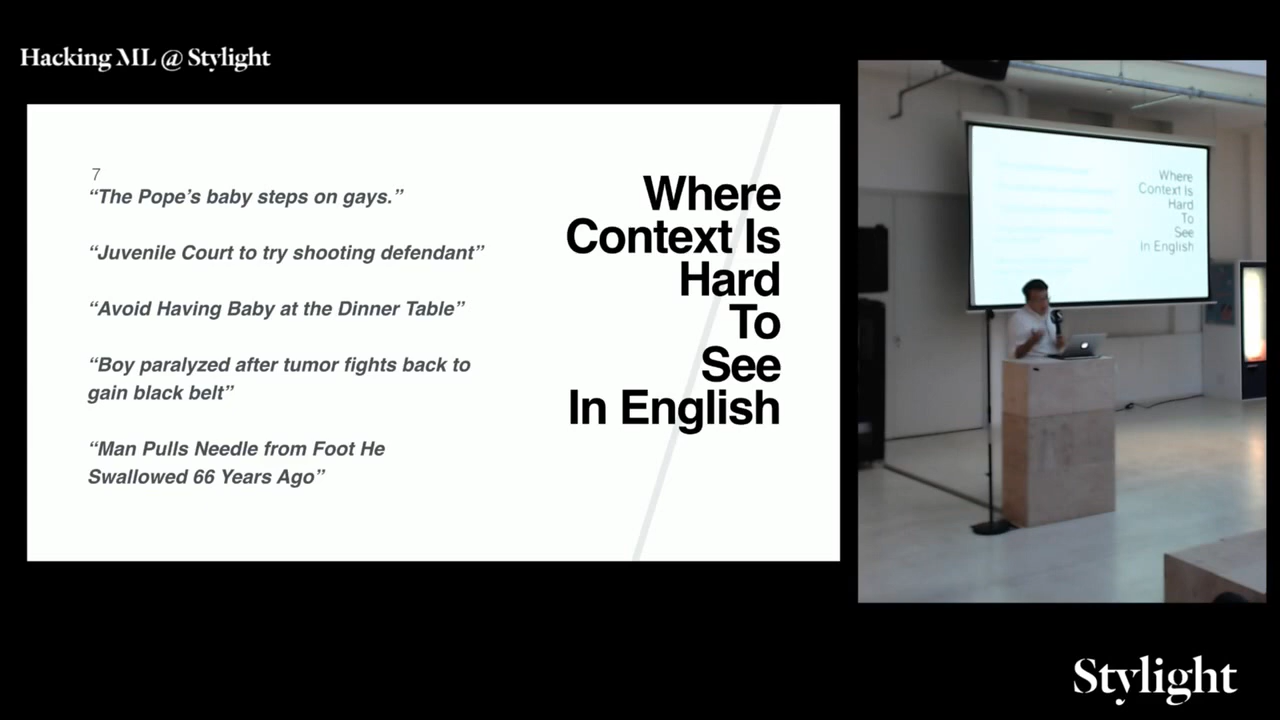 Hacking ML @ Stylight
7
“The Pope’s baby steps on gays.”
“Juvenile Court to try shooting defendant”
“Avoid Having Baby at the Dinner Table”
“Boy paralyzed after tumor fights back to
gain black belt”
“Man Pulls Needle from Foot He
Swallowed 66 Years Ago”
Where
Context Is
Hard
To
See
In English
Where
Context Is
Hard
To
See
In English
Stylight